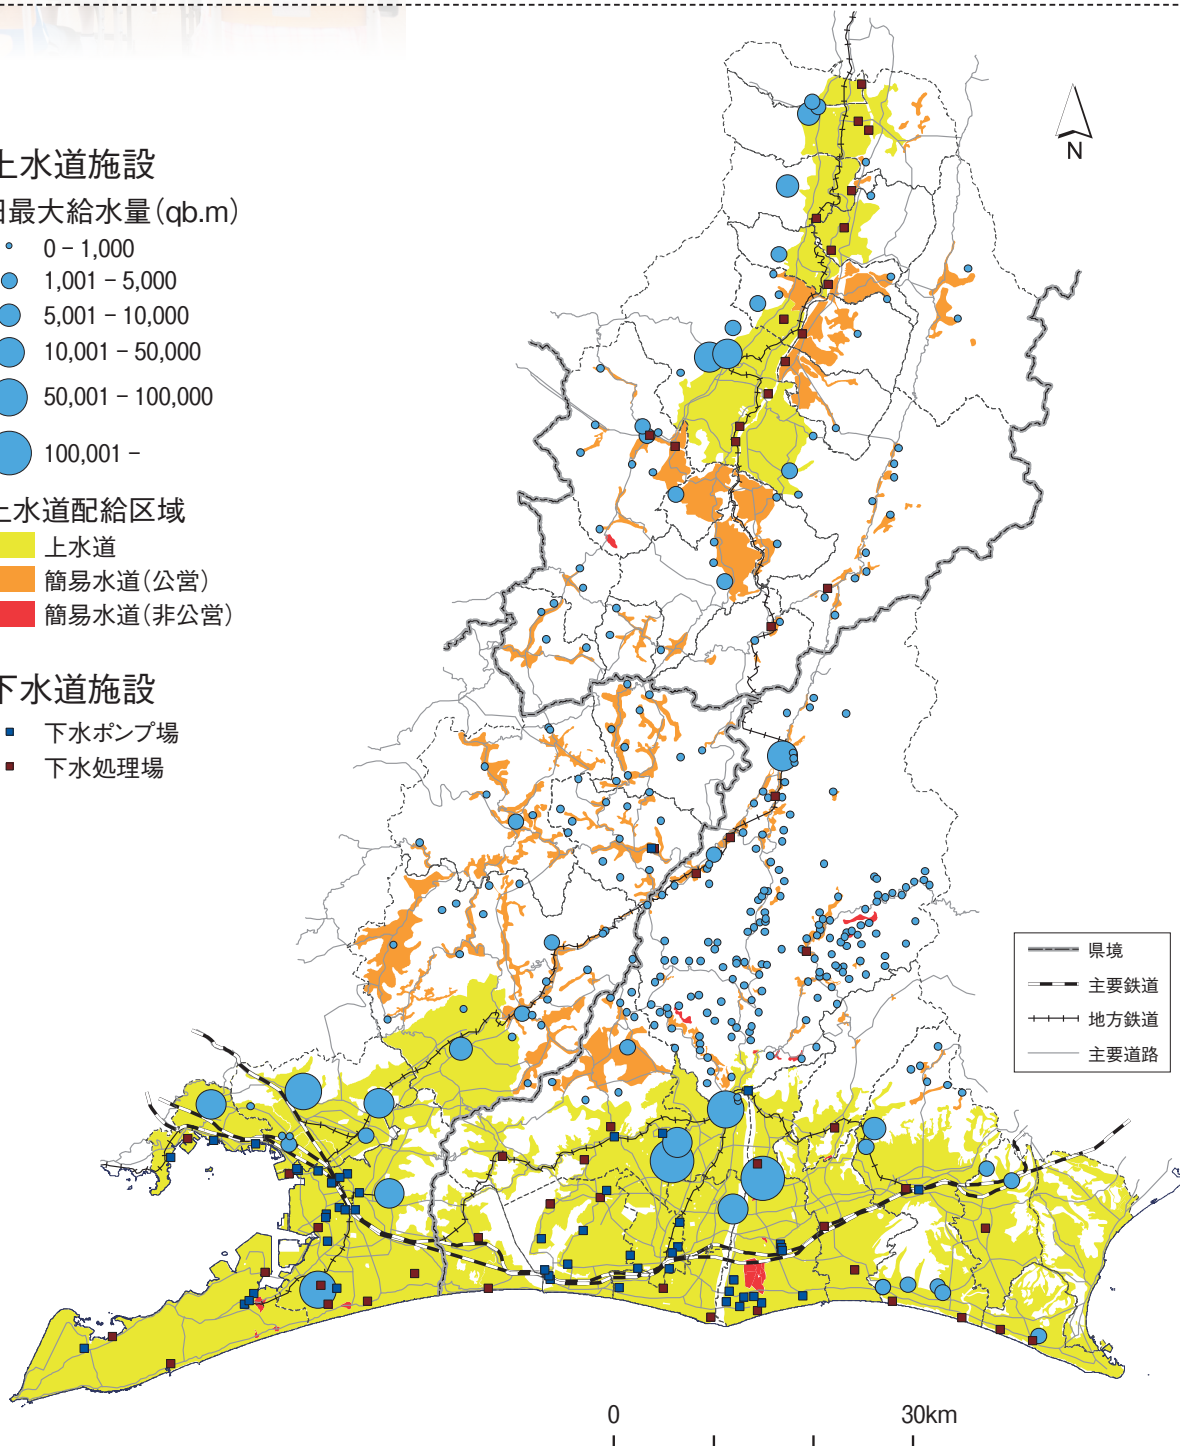 上水道施設
日最大給水量(qb.m)
0 - 1,000
1,001 - 5,000
5,001 - 10,000
10,001 - 50,000
50,001 - 100,000
100,001 -
上水道配給区域
上水道
簡易水道(公営)
簡易水道(非公営)
下水道施設
下水ポンプ場
下水処理場
N
県境
主要鉄道
地方鉄道
主要道路
0 30km